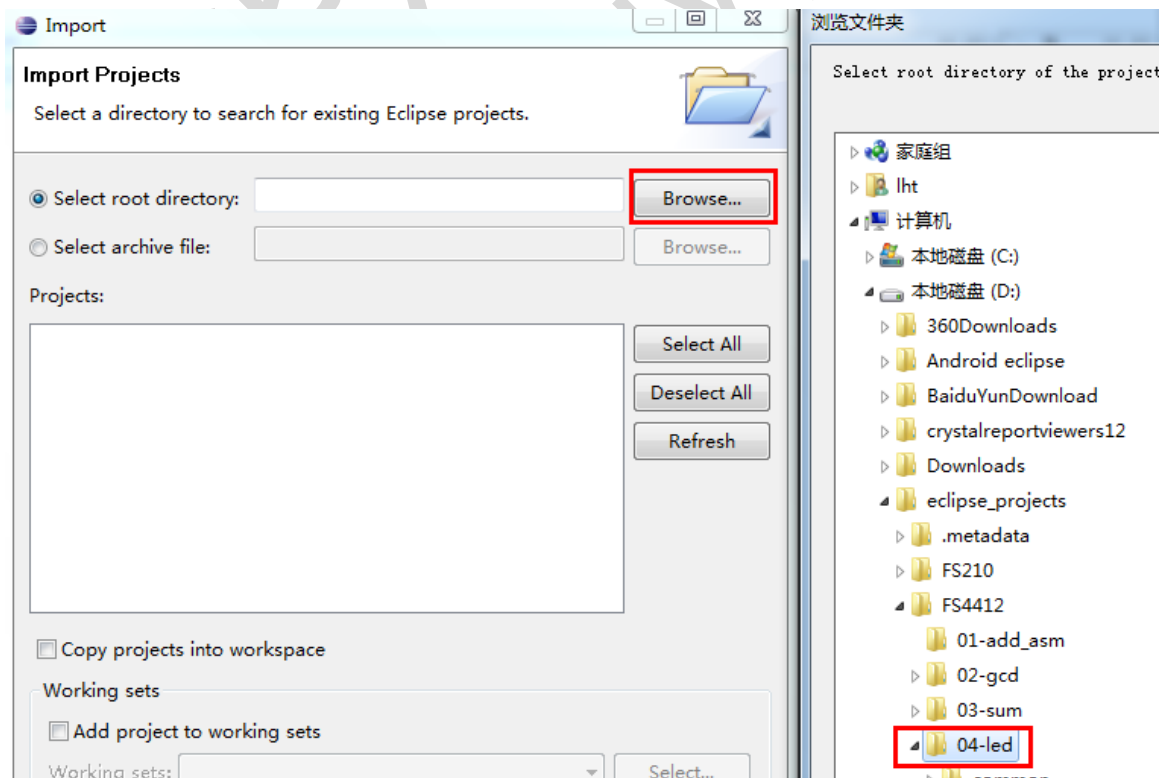 Import
Import Projects
Select a directory to search for existing Eclipse projects.
Select root directory:
Browse...
Select archive file:
Browse...
Projects:
Select All
Deselect All
Refresh
Copy projects into workspace
Working sets
Add project to working sets
Working sets:
Select...
浏览文件夹
Select root directory of the project
家庭组
lht
计算机
本地磁盘 (C:)
本地磁盘 (D:)
360Downloads
Android eclipse
BaiduYunDownload
crystalreportviewers12
Downloads
eclipse_projects
.metadata
FS210
FS4412
01-add_asm
02-gcd
03-sum
04-led
common